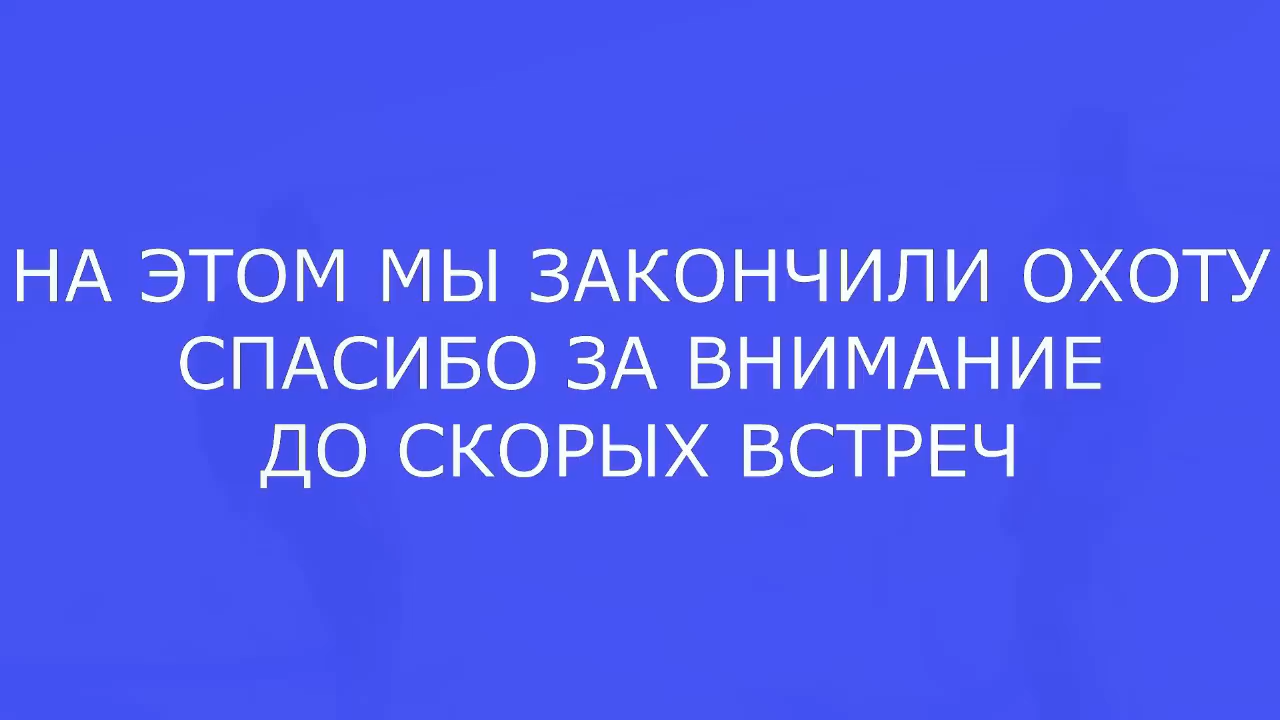 НА ЭТОМ МЫ ЗАКОНЧИЛИ ОХОТУ
СПАСИБО ЗА ВНИМАНИЕ
ДО СКОРЫХ ВСТРЕЧ